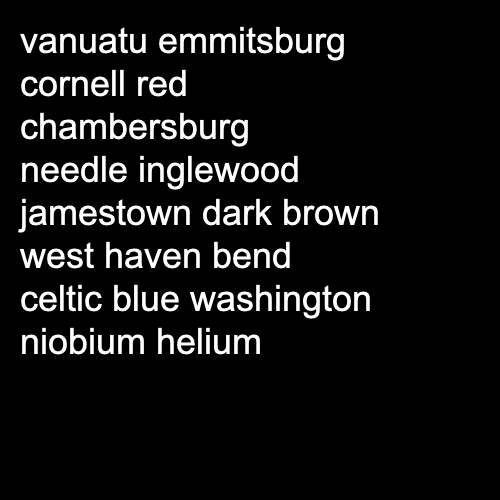 vanuatu emmitsburg
cornell red
chambersburg
needle inglewood
jamestown dark brown
west haven bend
celtic blue washington
niobium helium